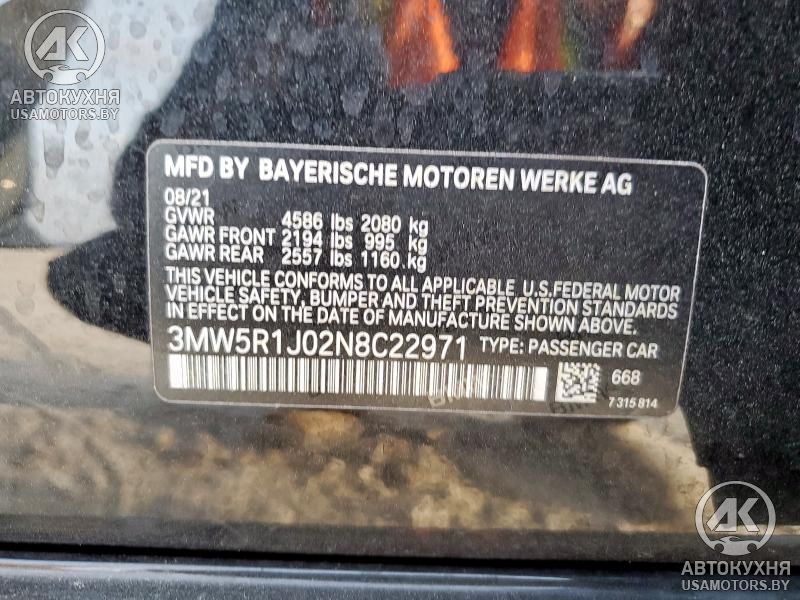 AK
АВТОКУХНЯ
USAMOTORS.BY
MFD BY BAYERISCHE MOTOREN WERKE AG
08/21
GVWR 4586 lbs 2080 kg
GAWR FRONT 2194 lbs 995 kg
GAWR REAR 2557 lbs 1160 kg
THIS VEHICLE CONFORMS TO ALL APPLICABLE U.S.FEDERAL MOTOR
VEHICLE SAFETY, BUMPER AND THEFT PREVENTION STANDARDS
IN EFFECT ON THE DATE OF MANUFACTURE SHOWN ABOVE.
3MW5R1J02N8C22971 TYPE: PASSENGER CAR
668
7 315 814
AK
АВТОКУХНЯ
USAMOTORS.BY